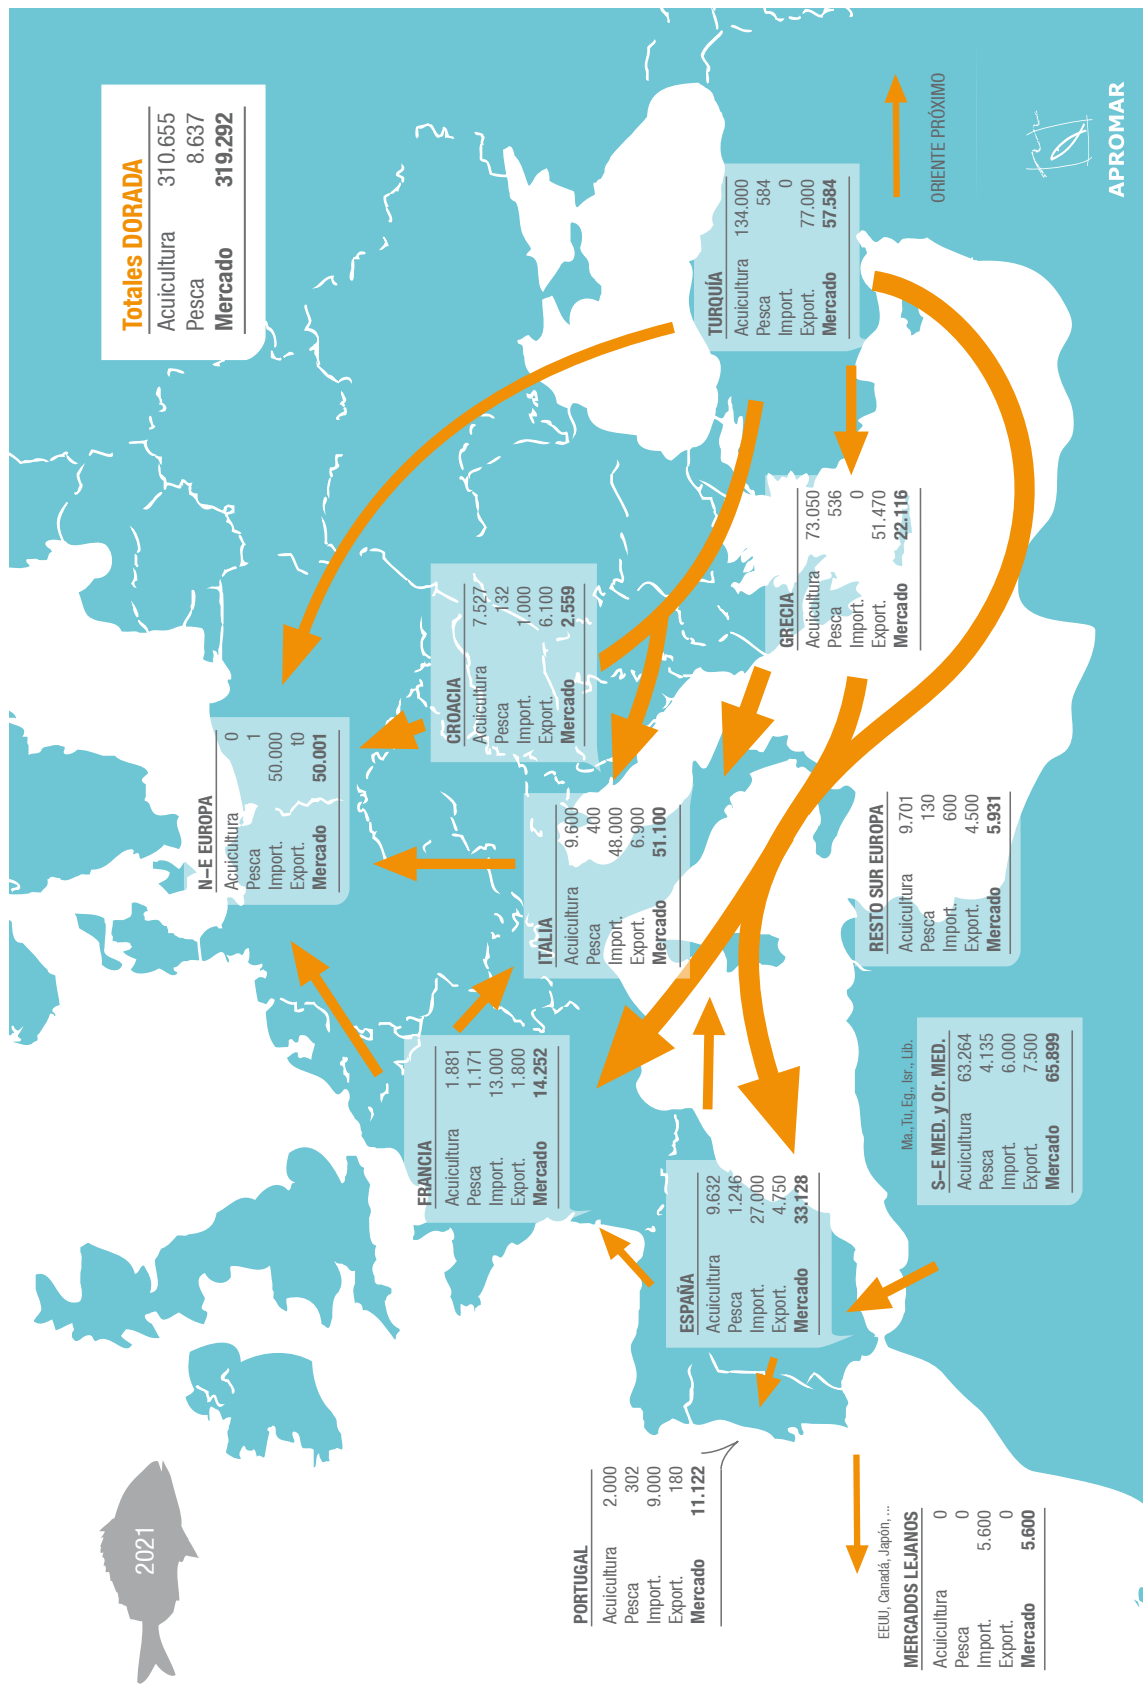 2021
Totales DORADA
Acuicultura 310.655
Pesca 8.637
Mercado 319.292
N–E EUROPA
Acuicultura 0
Pesca 1
Import. 50.000
Export. t0
Mercado 50.001
FRANCIA
Acuicultura 1.881
Pesca 1.171
Import. 13.000
Export. 1.800
Mercado 14.252
CROACIA
Acuicultura 7.527
Pesca 132
Import. 1.000
Export. 6.100
Mercado 2.559
ITALIA
Acuicultura 9.600
Pesca 400
Import. 48.000
Export. 6.900
Mercado 51.100
PORTUGAL
Acuicultura 2.000
Pesca 302
Import. 9.000
Export. 180
Mercado 11.122
ESPAÑA
Acuicultura 9.632
Pesca 1.246
Import. 27.000
Export. 4.750
Mercado 33.128
TURQUÍA
Acuicultura 134.000
Pesca 584
Import. 0
Export. 77.000
Mercado 57.584
GRECIA
Acuicultura 73.050
Pesca 536
Import. 0
Export. 51.470
Mercado 22.116
RESTO SUR EUROPA
Acuicultura 9.701
Pesca 130
Import. 600
Export. 4.500
Mercado 5.931
Ma., Tu, Eg., Isr., Lib.
S–E MED. y Or. MED.
Acuicultura 63.264
Pesca 4.135
Import. 6.000
Export. 7.500
Mercado 65.899
EEUU, Canadá, Japón, ...
MERCADOS LEJANOS
Acuicultura 0
Pesca 0
Import. 5.600
Export. 0
Mercado 5.600
ORIENTE PRÓXIMO
APROMAR